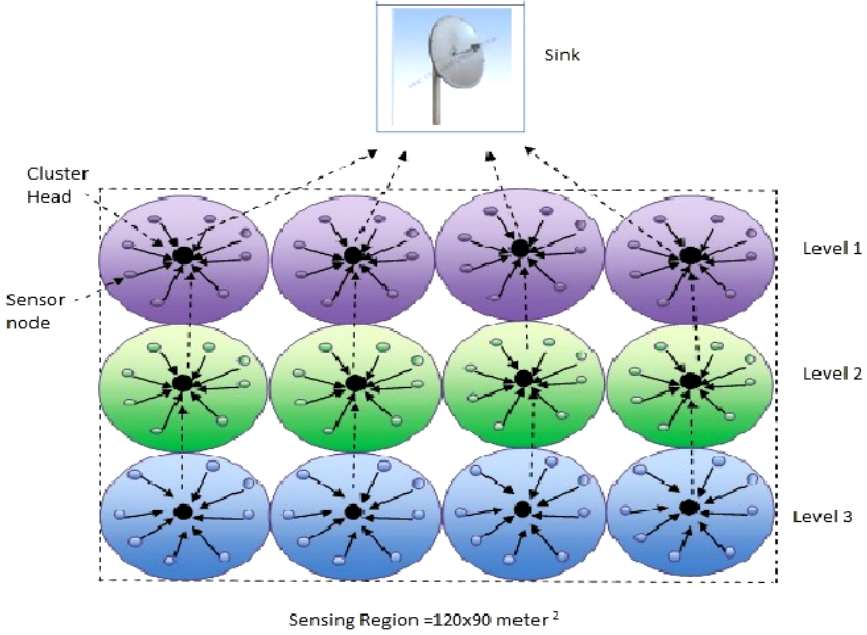 Sink
Cluster
Head
Level 1
Sensor
node
Level 2
Level 3
Sensing Region =120x90 meter 2